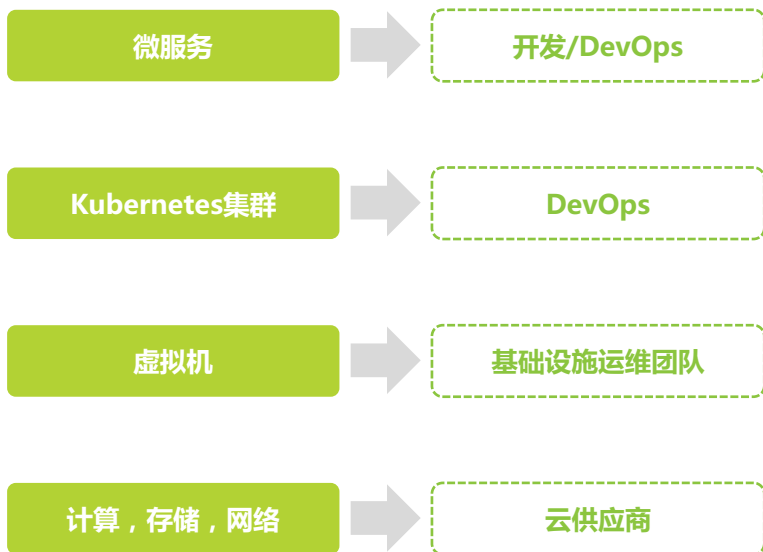 微服务
开发/DevOps
Kubernetes集群
DevOps
虚拟机
基础设施运维团队
计算，存储，网络
云供应商